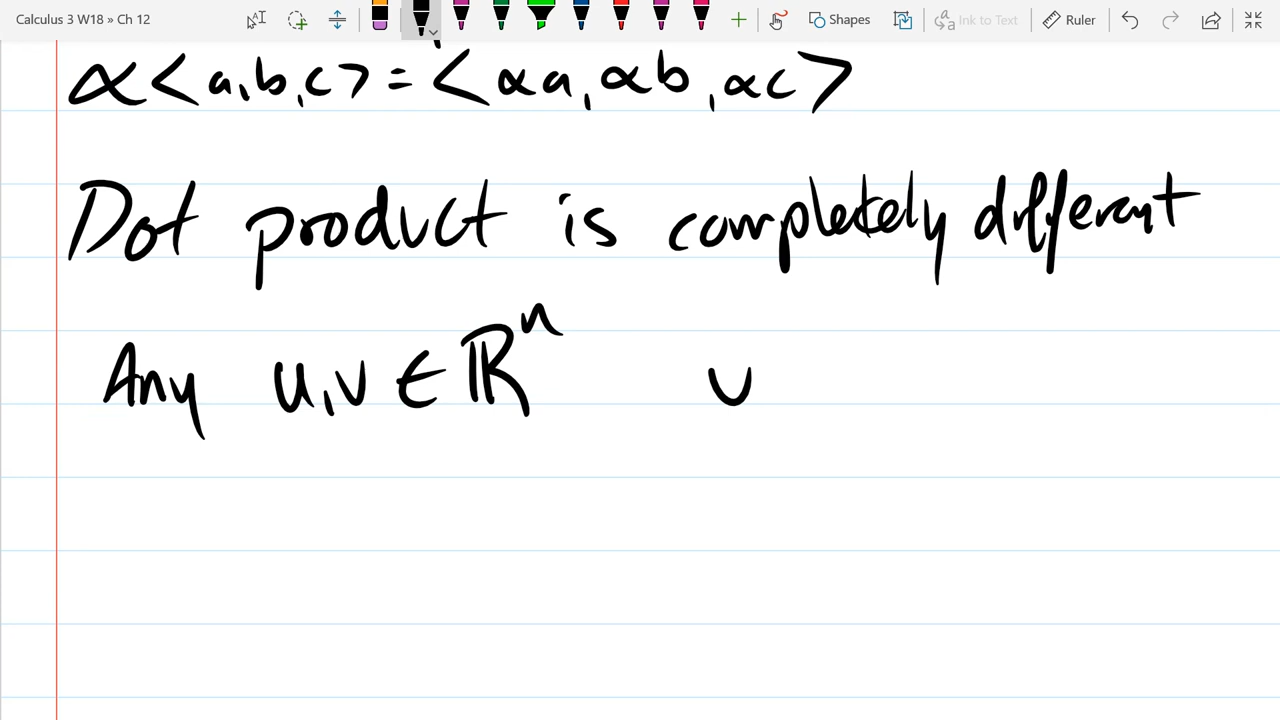 Calculus 3 W18 » Ch 12
Shapes
Link to Text
Ruler
α<a,b,c>=<αa,αb,αc>
Dot product is completely different
Any u,v ∈ ℝⁿ u